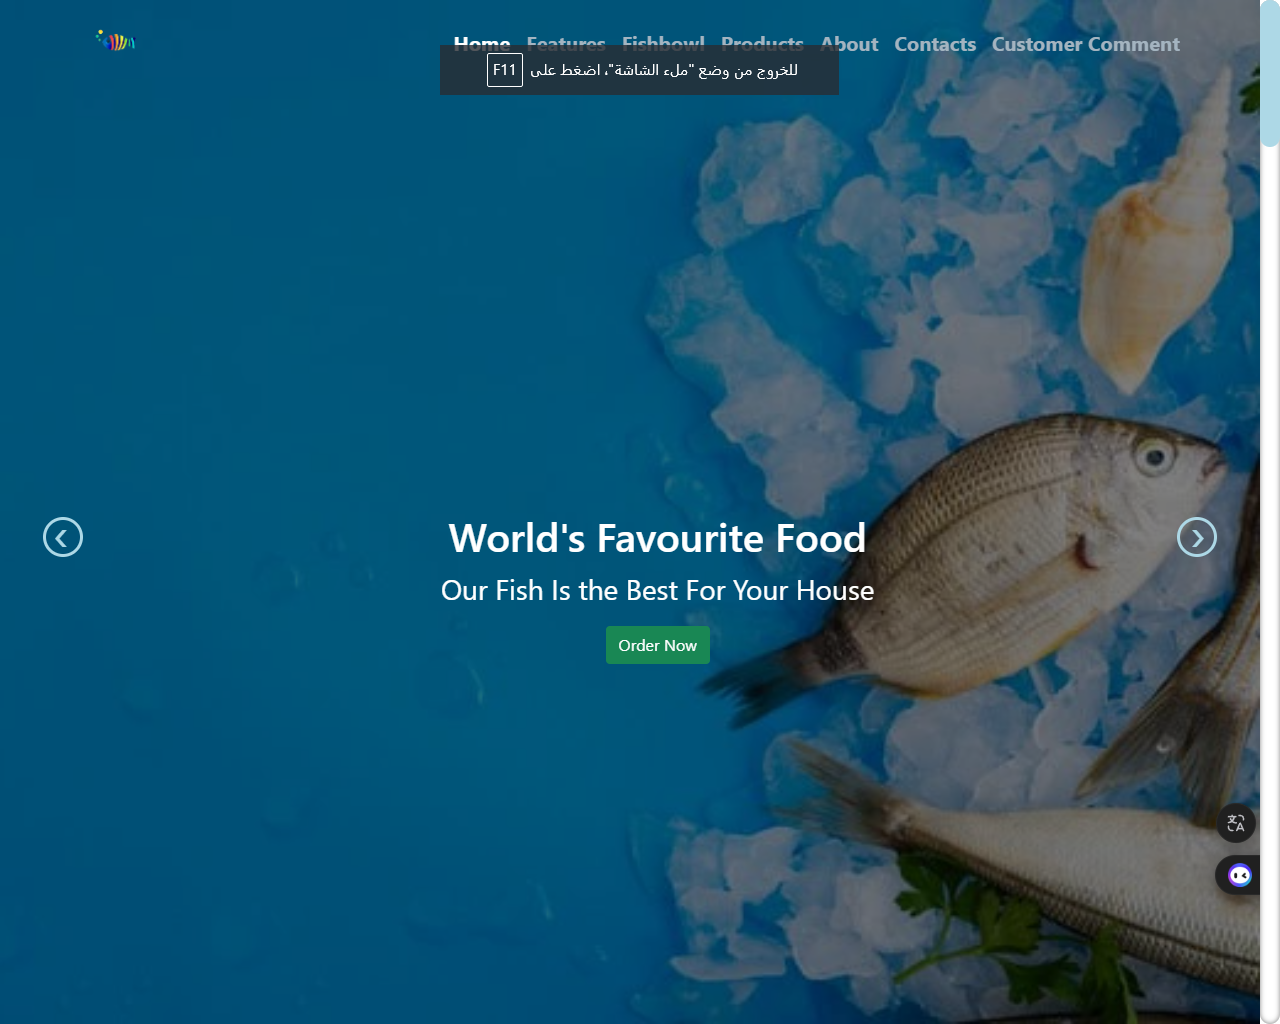 Home Features Fishbowl Products About Contacts Customer Comment
للخروج من وضع "ملء الشاشة"، اضغط على F11
World's Favourite Food
Our Fish Is the Best For Your House
Order Now